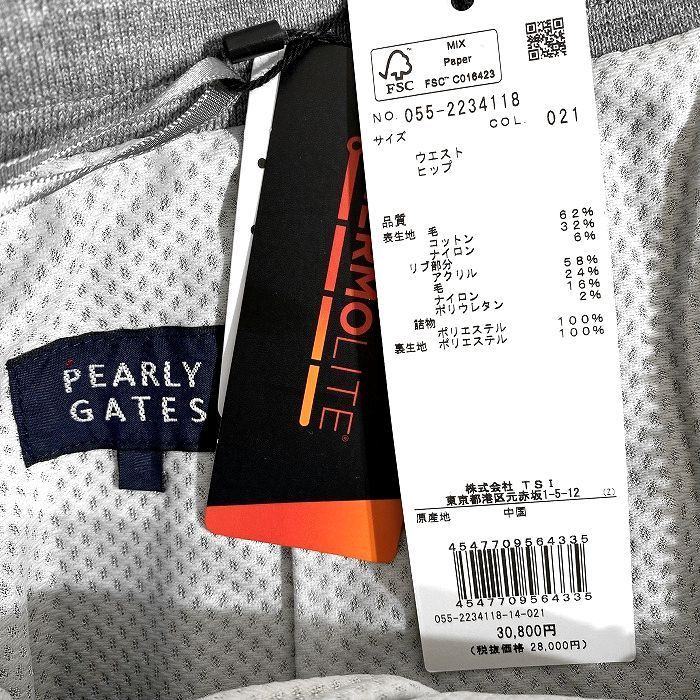 MIX
Paper
FSC™ C016423
FSC
NO. 055-2234118
サイズ COL. 021
ウエスト
ヒップ
品質
表生地 毛 62%
コットン 32%
ナイロン 6%
リブ部分
アクリル 58%
毛 24%
ナイロン 16%
ポリウレタン 2%
詰物 ポリエステル 100%
裏生地 ポリエステル 100%
株式会社 TSI
東京都港区元赤坂1-5-12 (Z)
原産地 中国
4547709564335
4547709564335
055-2234118-14-021
30,800円
(税抜価格 28,000円)
ERMOLITE®
PEARLY
GATES